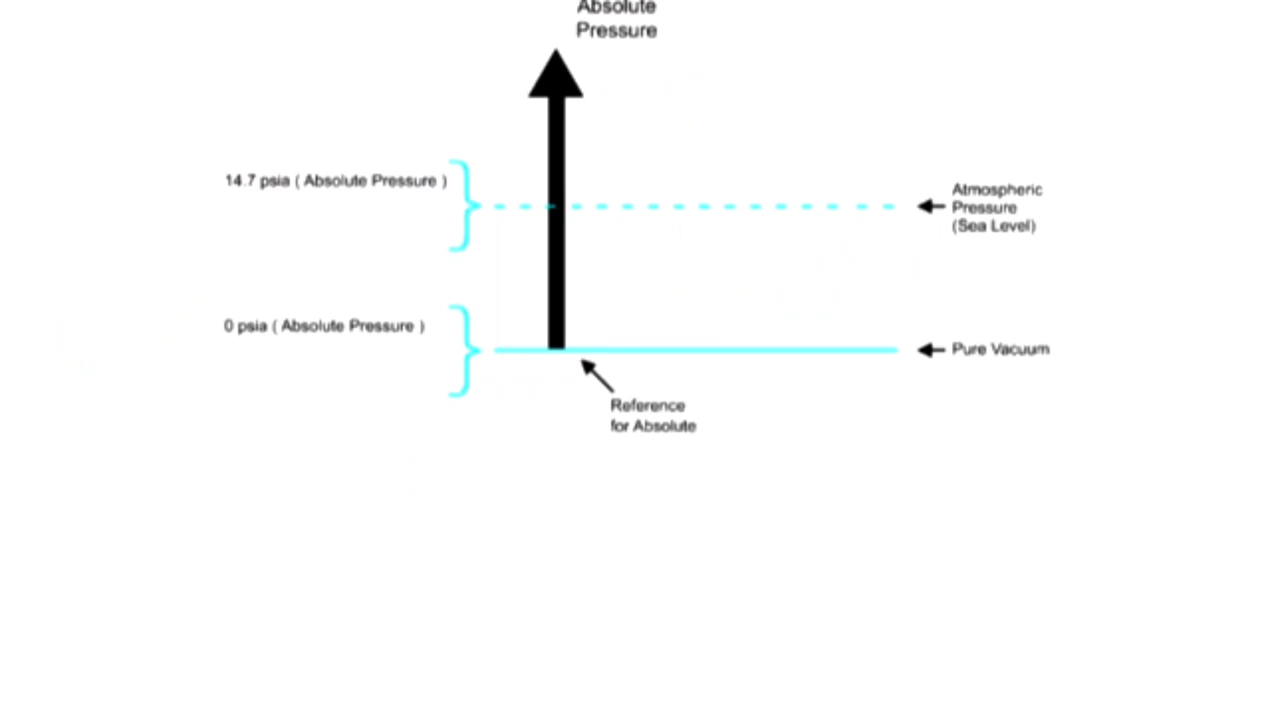 Absolute
Pressure
14.7 psia ( Absolute Pressure )
Atmospheric
Pressure
(Sea Level)
0 psia ( Absolute Pressure )
Pure Vacuum
Reference
for Absolute